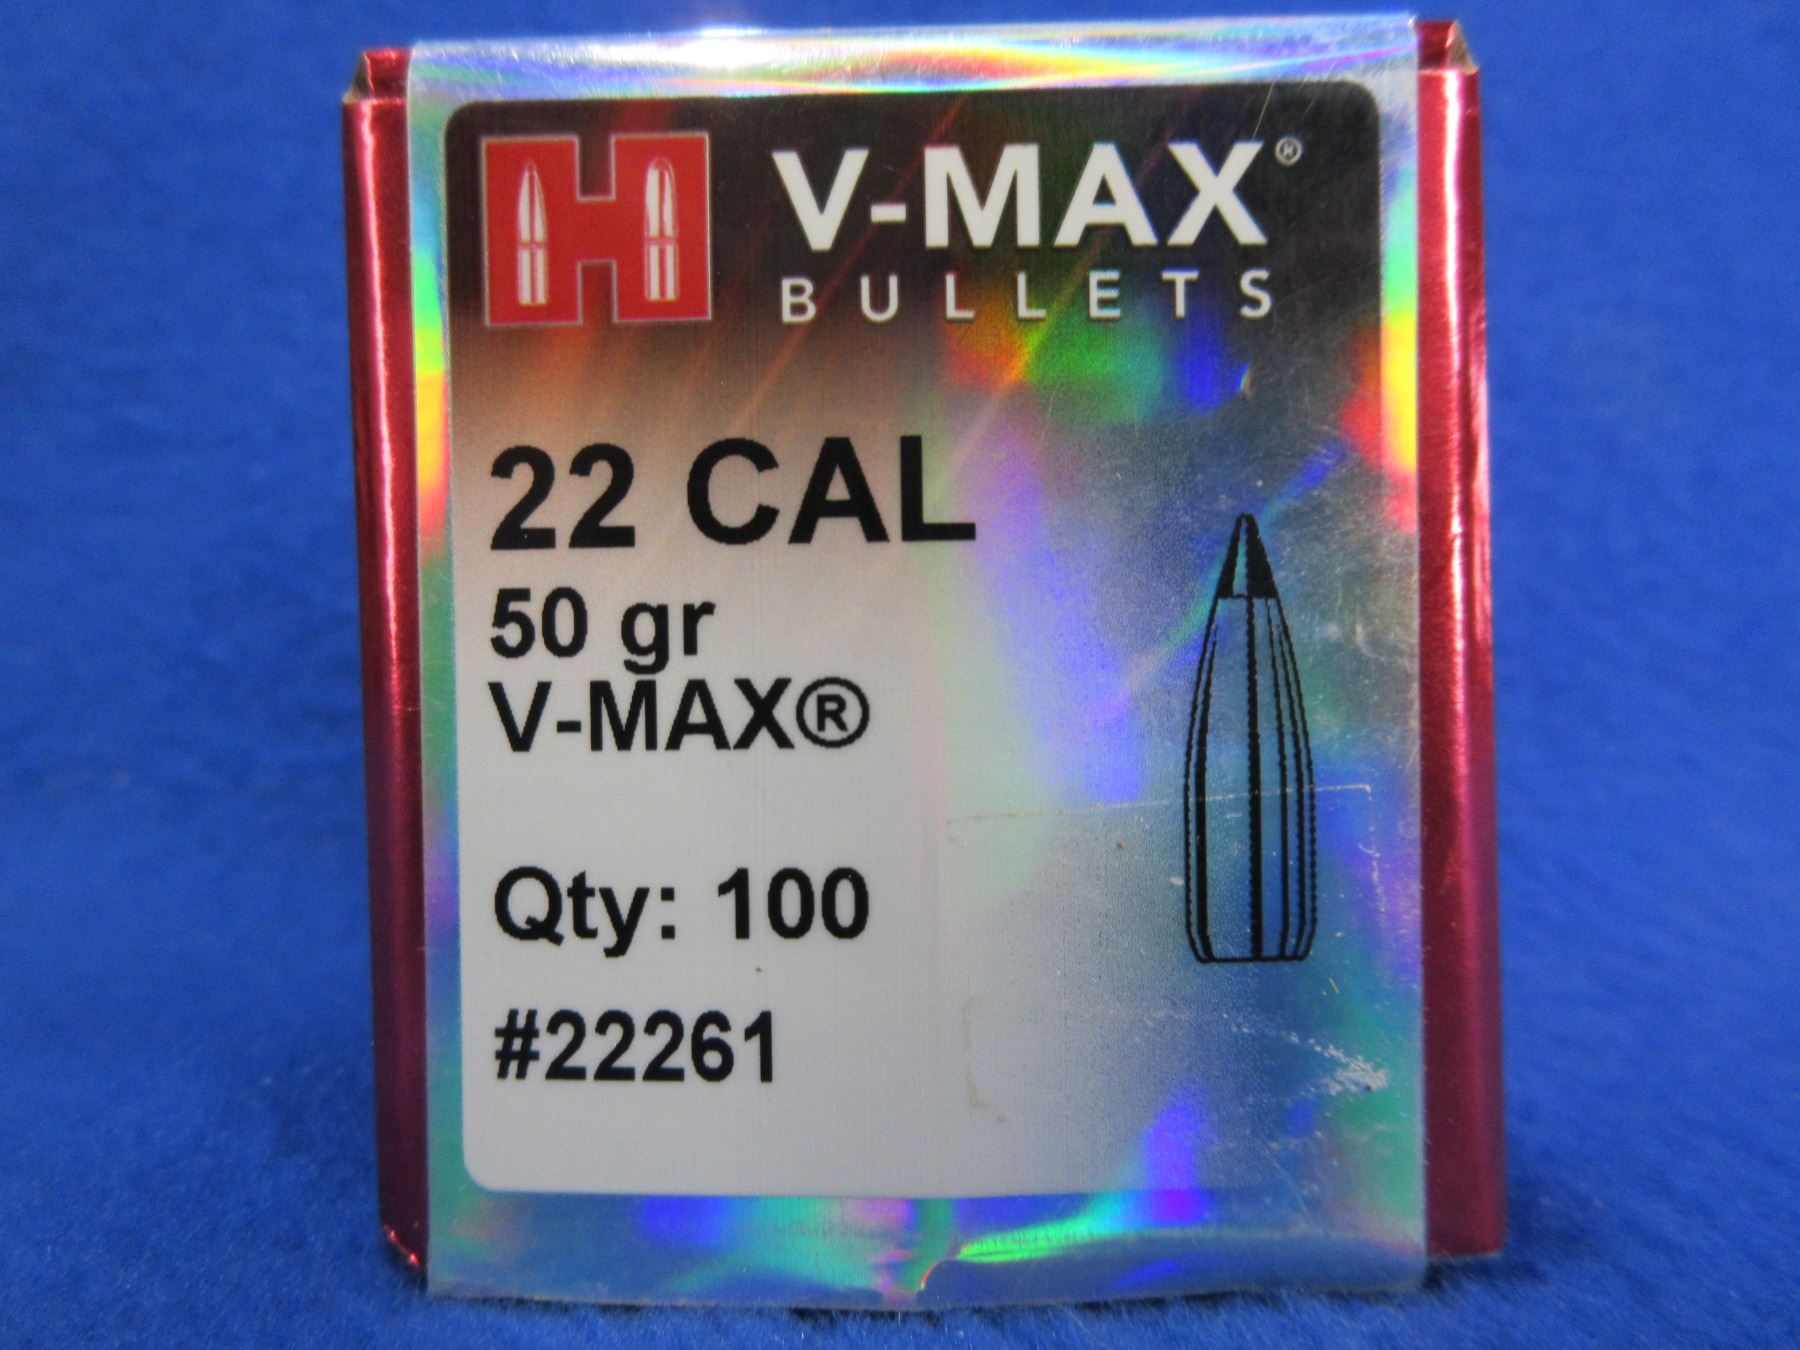 H V-MAX®
BULLETS
22 CAL
50 gr
V-MAX®
Qty: 100
#22261